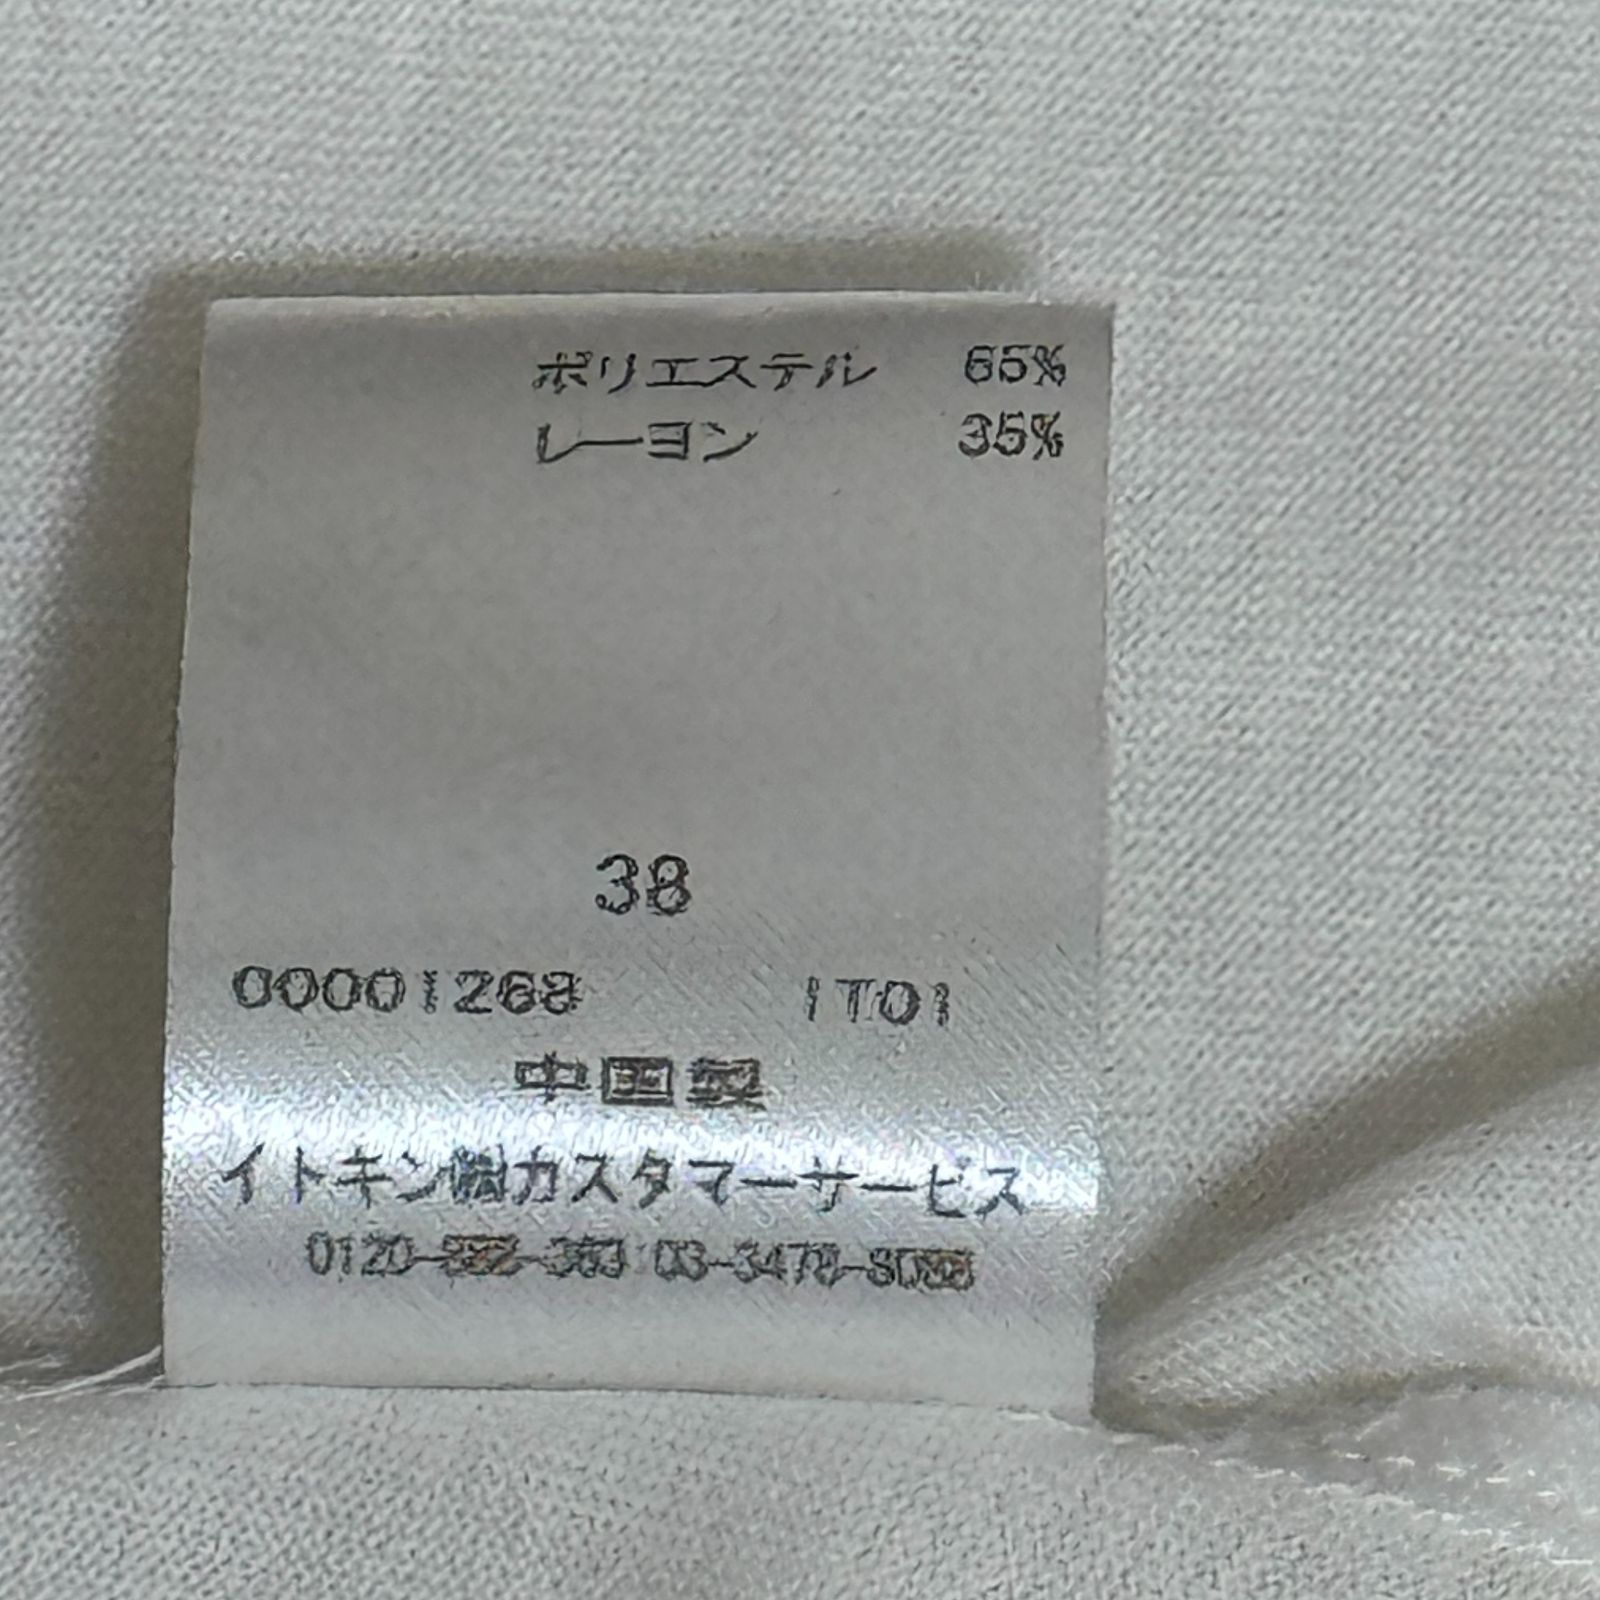 ポリエステル 65%
レーヨン 35%
38
00001268 IT01
中国製
イトキン㈱カスタマーサービス
0120-